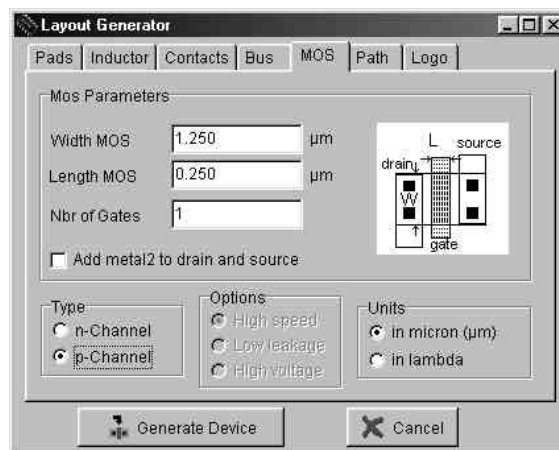 Layout Generator
Pads Inductor Contacts Bus MOS Path Logo
Mos Parameters
Width MOS 1.250 µm
Length MOS 0.250 µm
Nbr of Gates 1
Add metal2 to drain and source
L source
drain
W
gate
Type
n-Channel
p-Channel
Options
High speed
Low leakage
High voltage
Units
in micron (µm)
in lambda
Generate Device Cancel